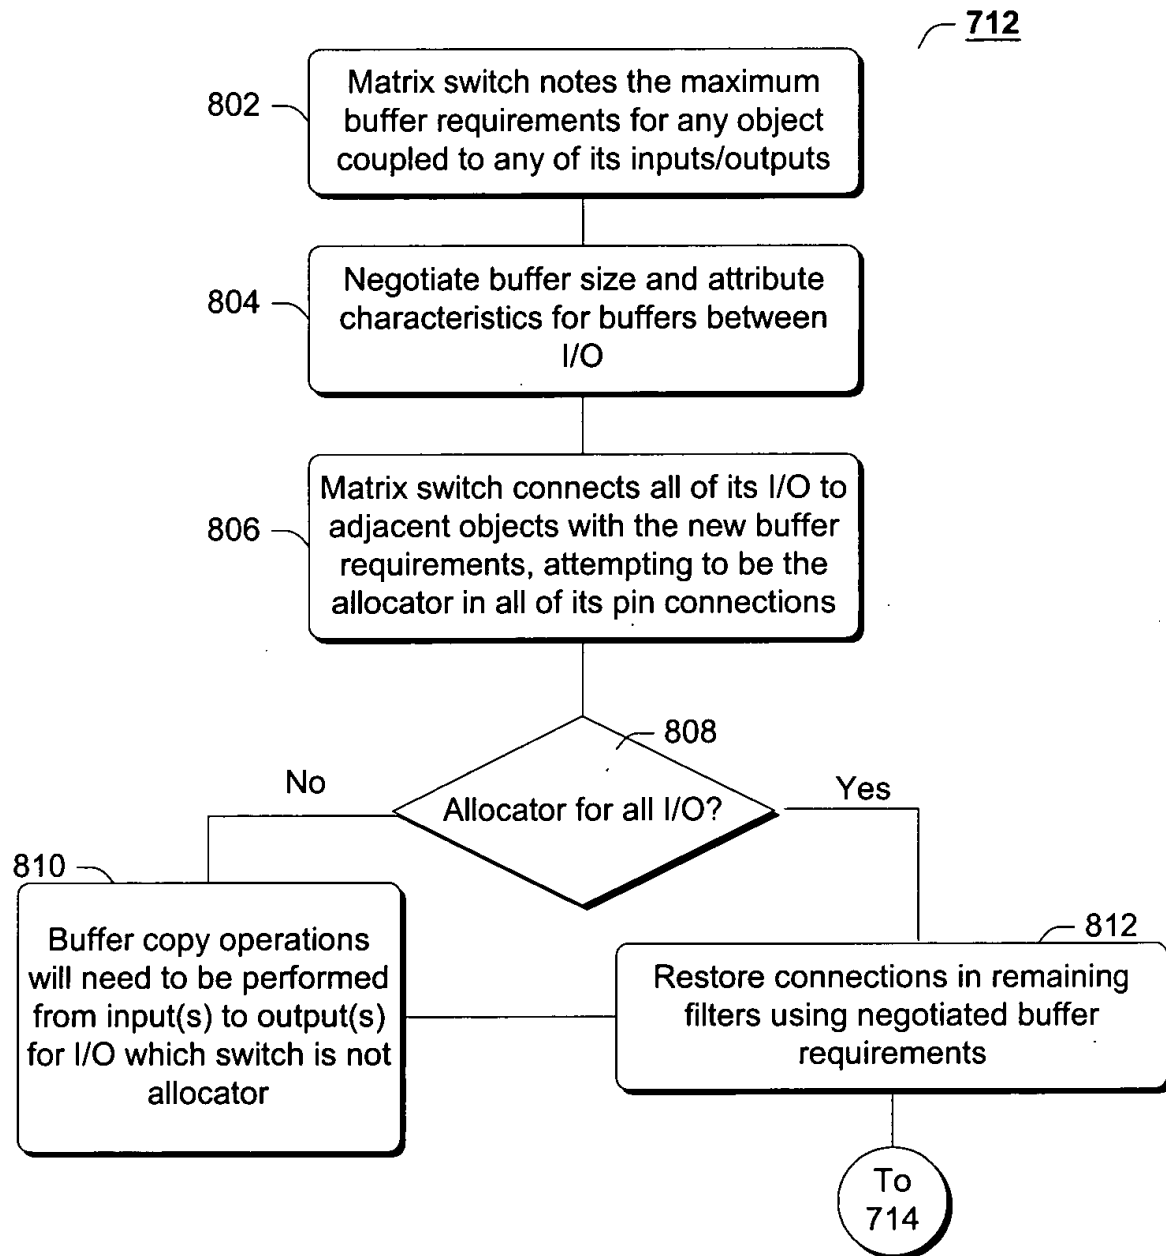 712
802
Matrix switch notes the maximum
buffer requirements for any object
coupled to any of its inputs/outputs
804
Negotiate buffer size and attribute
characteristics for buffers between
I/O
806
Matrix switch connects all of its I/O to
adjacent objects with the new buffer
requirements, attempting to be the
allocator in all of its pin connections
808
Allocator for all I/O?
No
Yes
810
Buffer copy operations
will need to be performed
from input(s) to output(s)
for I/O which switch is not
allocator
812
Restore connections in remaining
filters using negotiated buffer
requirements
To
714